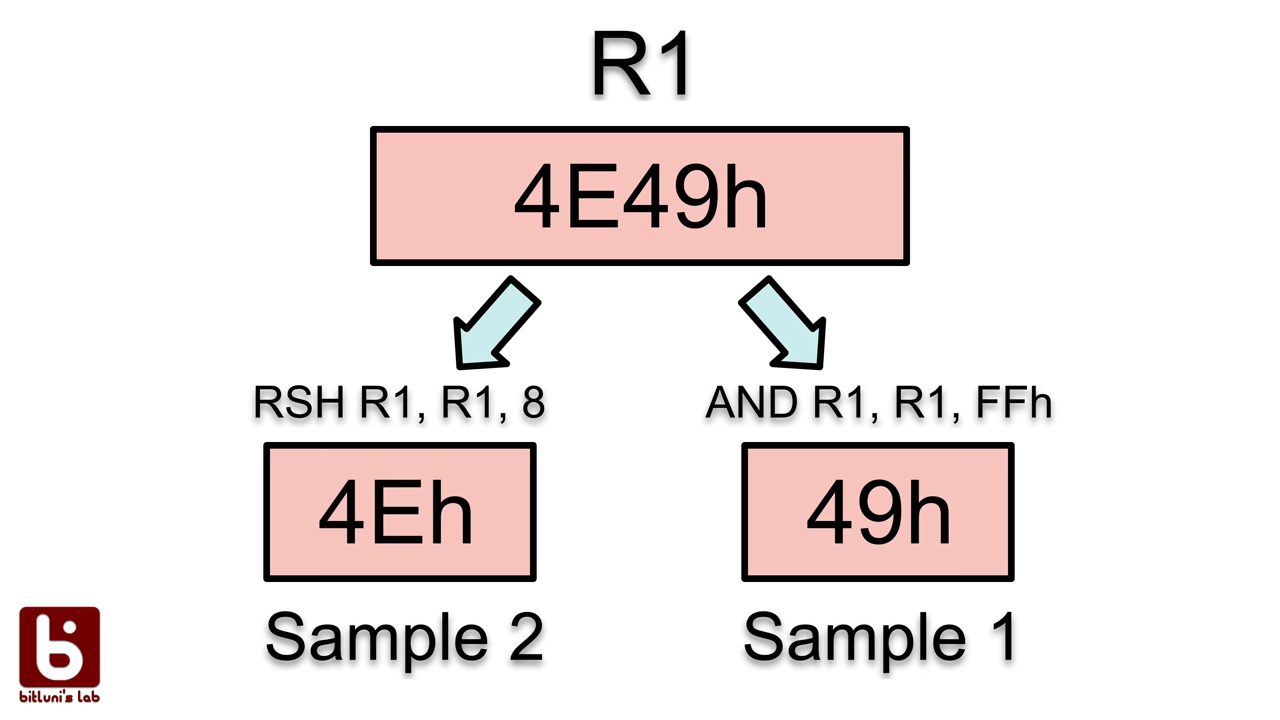 R1
4E49h
RSH R1, R1, 8
AND R1, R1, FFh
4Eh
49h
Sample 2
Sample 1
bitluni's lab